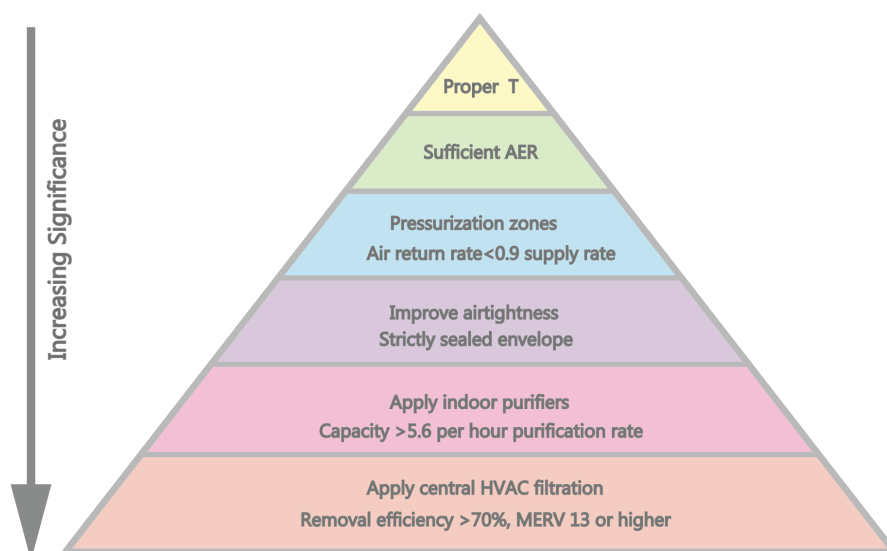 Increasing Significance
Proper T
Sufficient AER
Pressurization zones
Air return rate<0.9 supply rate
Improve airtightness
Strictly sealed envelope
Apply indoor purifiers
Capacity >5.6 per hour purification rate
Apply central HVAC filtration
Removal efficiency >70%, MERV 13 or higher